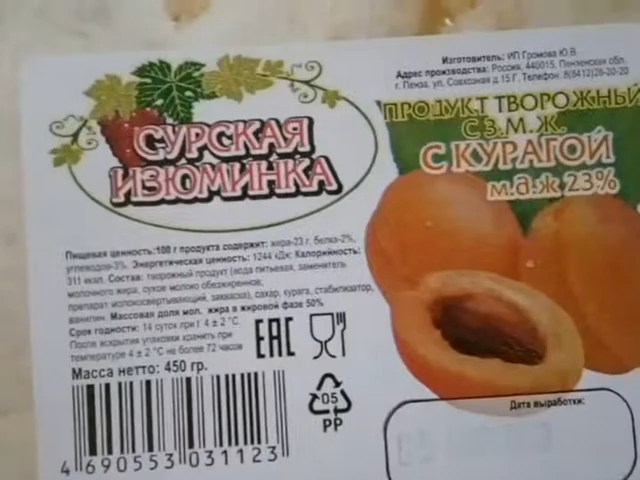 Изготовитель: ИП Громова Ю.В.
Адрес производства: Россия, 440015, Пензенская обл.
г. Пенза, ул. Совхозная д.15 Г. Телефон: 8(8412)26-20-20
СУРСКАЯ
ИЗЮМИНКА
ПРОДУКТ ТВОРОЖНЫЙ
С З.М.Ж.
С КУРАГОЙ
м.д.ж 23%
Пищевая ценность: 100 г продукта содержит: жира-23 г, белка-2%,
углеводов-3%. Энергетическая ценность: 1244 кДж Калорийность:
311 ккал. Состав: творожный продукт (вода питьевая, заменитель
молочного жира, сухое молоко обезжиренное,
препарат молокосвертывающий, закваска), сахар, курага, стабилизатор,
ванилин. Массовая доля мол. жира в жировой фазе 50%
Срок годности: 14 суток при t 4 ± 2 °C
После вскрытия упаковки хранить при
температуре 4 ± 2 °C не более 72 часов
Масса нетто: 450 гр.
EAC
05
PP
Дата выработки:
4 690553 031123